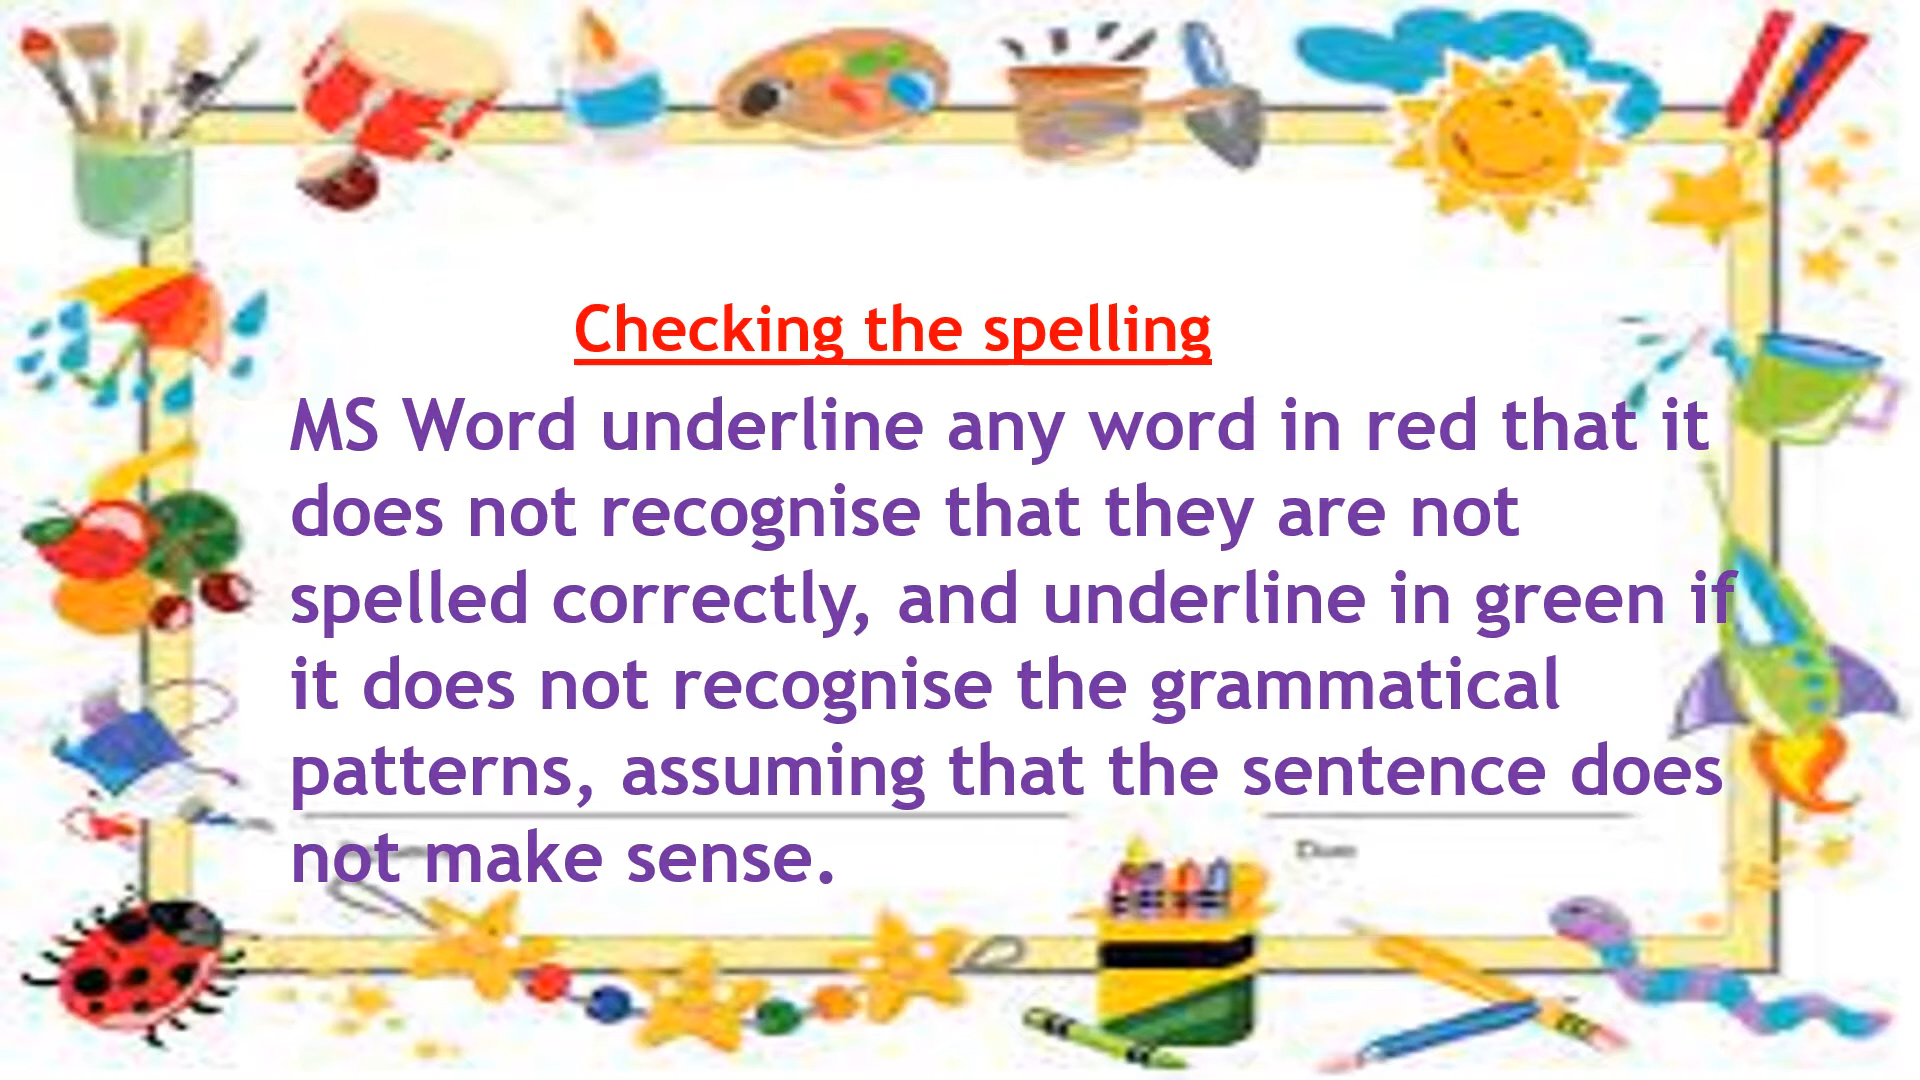 Checking the spelling
MS Word underline any word in red that it
does not recognise that they are not
spelled correctly, and underline in green if
it does not recognise the grammatical
patterns, assuming that the sentence does
not make sense.